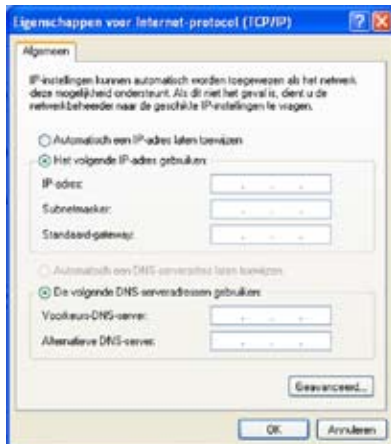 Eigenschappen voor Internet-protocol (TCP/IP)
Algemeen
IP-instellingen kunnen automatisch worden toegewezen als het netwerk
deze mogelijkheid ondersteunt. Als dit niet het geval is, dient u de
netwerkbeheerder naar de geschikte IP-instellingen te vragen.
Automatisch een IP-adres laten toewijzen
Het volgende IP-adres gebruiken:
IP-adres:
Subnetmasker:
Standaard-gateway:
Automatisch een DNS-serveradres laten toewijzen
De volgende DNS-serveradressen gebruiken:
Voorkeurs-DNS-server:
Alternatieve DNS-server:
Geavanceerd...
OK Annuleren